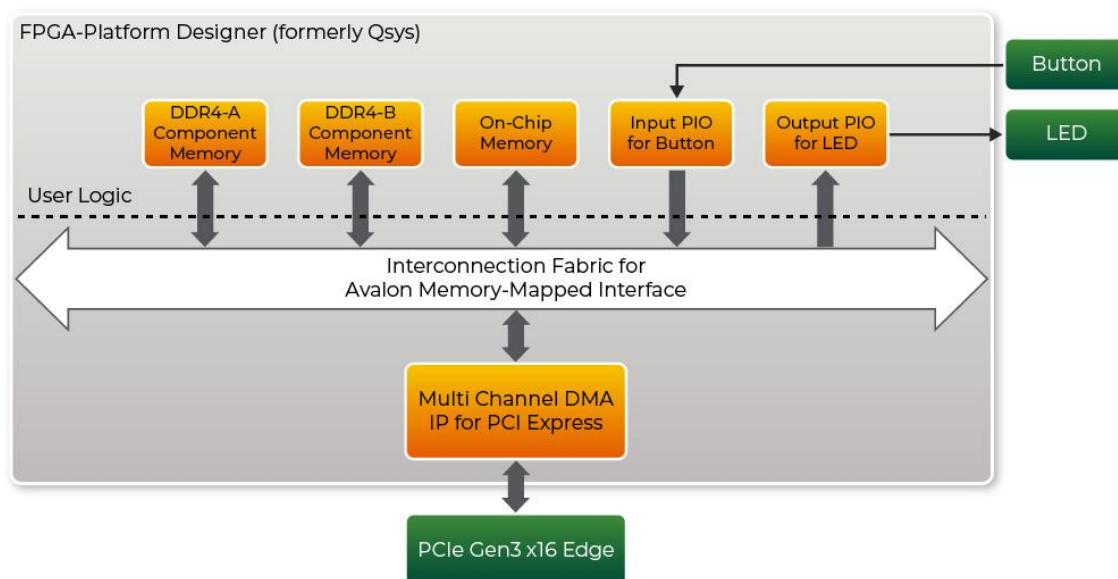 FPGA-Platform Designer (formerly Qsys)
Button
DDR4-A
Component
Memory
DDR4-B
Component
Memory
On-Chip
Memory
Input PIO
for Button
Output PIO
for LED
LED
User Logic
Interconnection Fabric for
Avalon Memory-Mapped Interface
Multi Channel DMA
IP for PCI Express
PCIe Gen3 x16 Edge